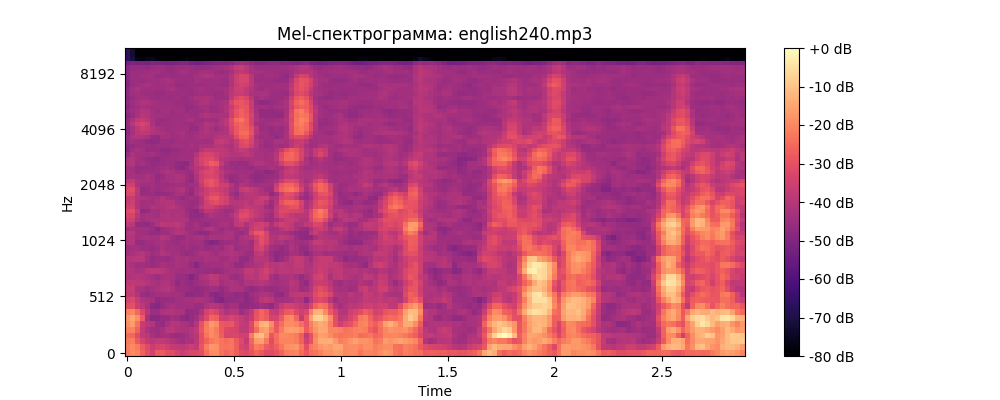 Mel-спектрограмма: english240.mp3
8192
4096
2048
1024
512
0
Hz
0
0.5
1
1.5
2
2.5
Time
+0 dB
-10 dB
-20 dB
-30 dB
-40 dB
-50 dB
-60 dB
-70 dB
-80 dB